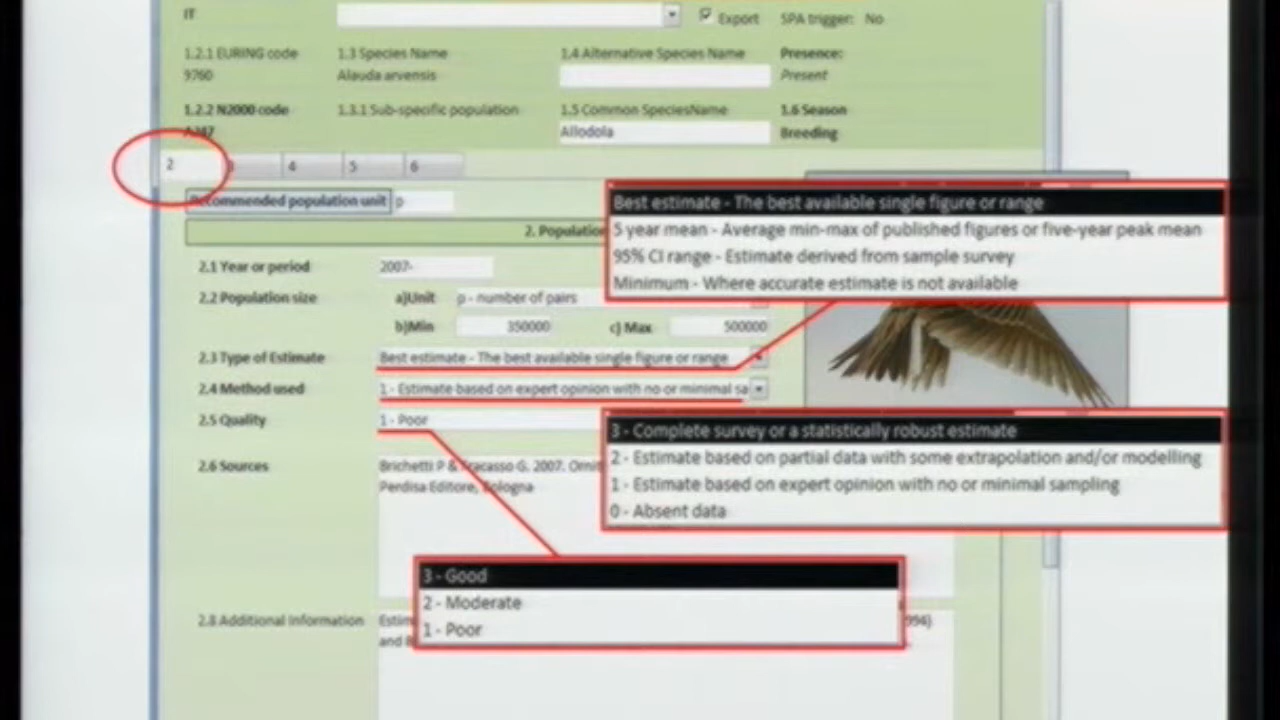 IT
Export SPA trigger: No
1.2.1 EURING code 1.3 Species Name 1.4 Alternative Species Name Presence:
9760 Alauda arvensis Present
1.2.2 N2000 code 1.3.1 Sub-specific population 1.5 Common SpeciesName 1.6 Season
A247 Allodola Breeding
2 3 4 5 6
Recommended population unit p
2. Population
2.1 Year or period 2007-
2.2 Population size a)Unit p - number of pairs
b)Min 350000 c) Max 500000
2.3 Type of Estimate Best estimate - The best available single figure or range
2.4 Method used 1 - Estimate based on expert opinion with no or minimal sa
2.5 Quality 1 - Poor
2.6 Sources Brichetti P & Fracasso G. 2007. Ornit
Perdisa Editore, Bologna
2.8 Additional Information Estim 994)
and
Best estimate - The best available single figure or range
5 year mean - Average min-max of published figures or five-year peak mean
95% CI range - Estimate derived from sample survey
Minimum - Where accurate estimate is not available
3 - Complete survey or a statistically robust estimate
2 - Estimate based on partial data with some extrapolation and/or modelling
1 - Estimate based on expert opinion with no or minimal sampling
0 - Absent data
3 - Good
2 - Moderate
1 - Poor